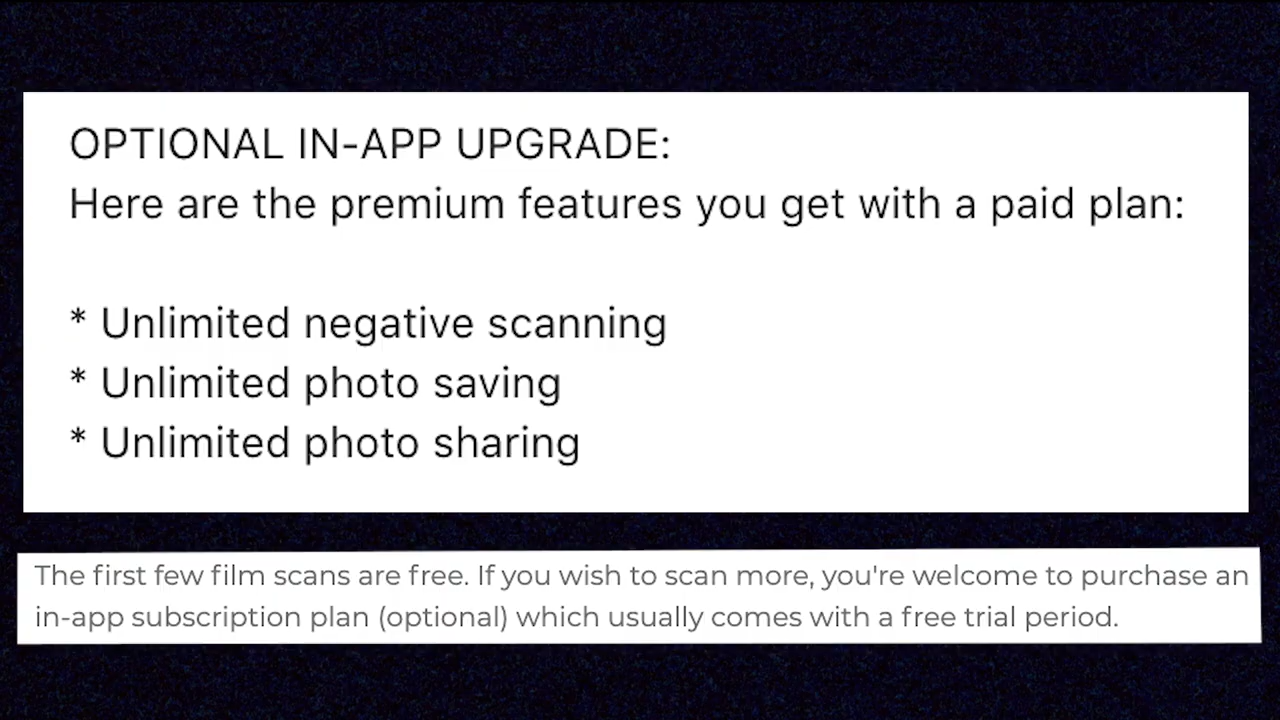 OPTIONAL IN-APP UPGRADE:
Here are the premium features you get with a paid plan:
* Unlimited negative scanning
* Unlimited photo saving
* Unlimited photo sharing
The first few film scans are free. If you wish to scan more, you're welcome to purchase an
in-app subscription plan (optional) which usually comes with a free trial period.